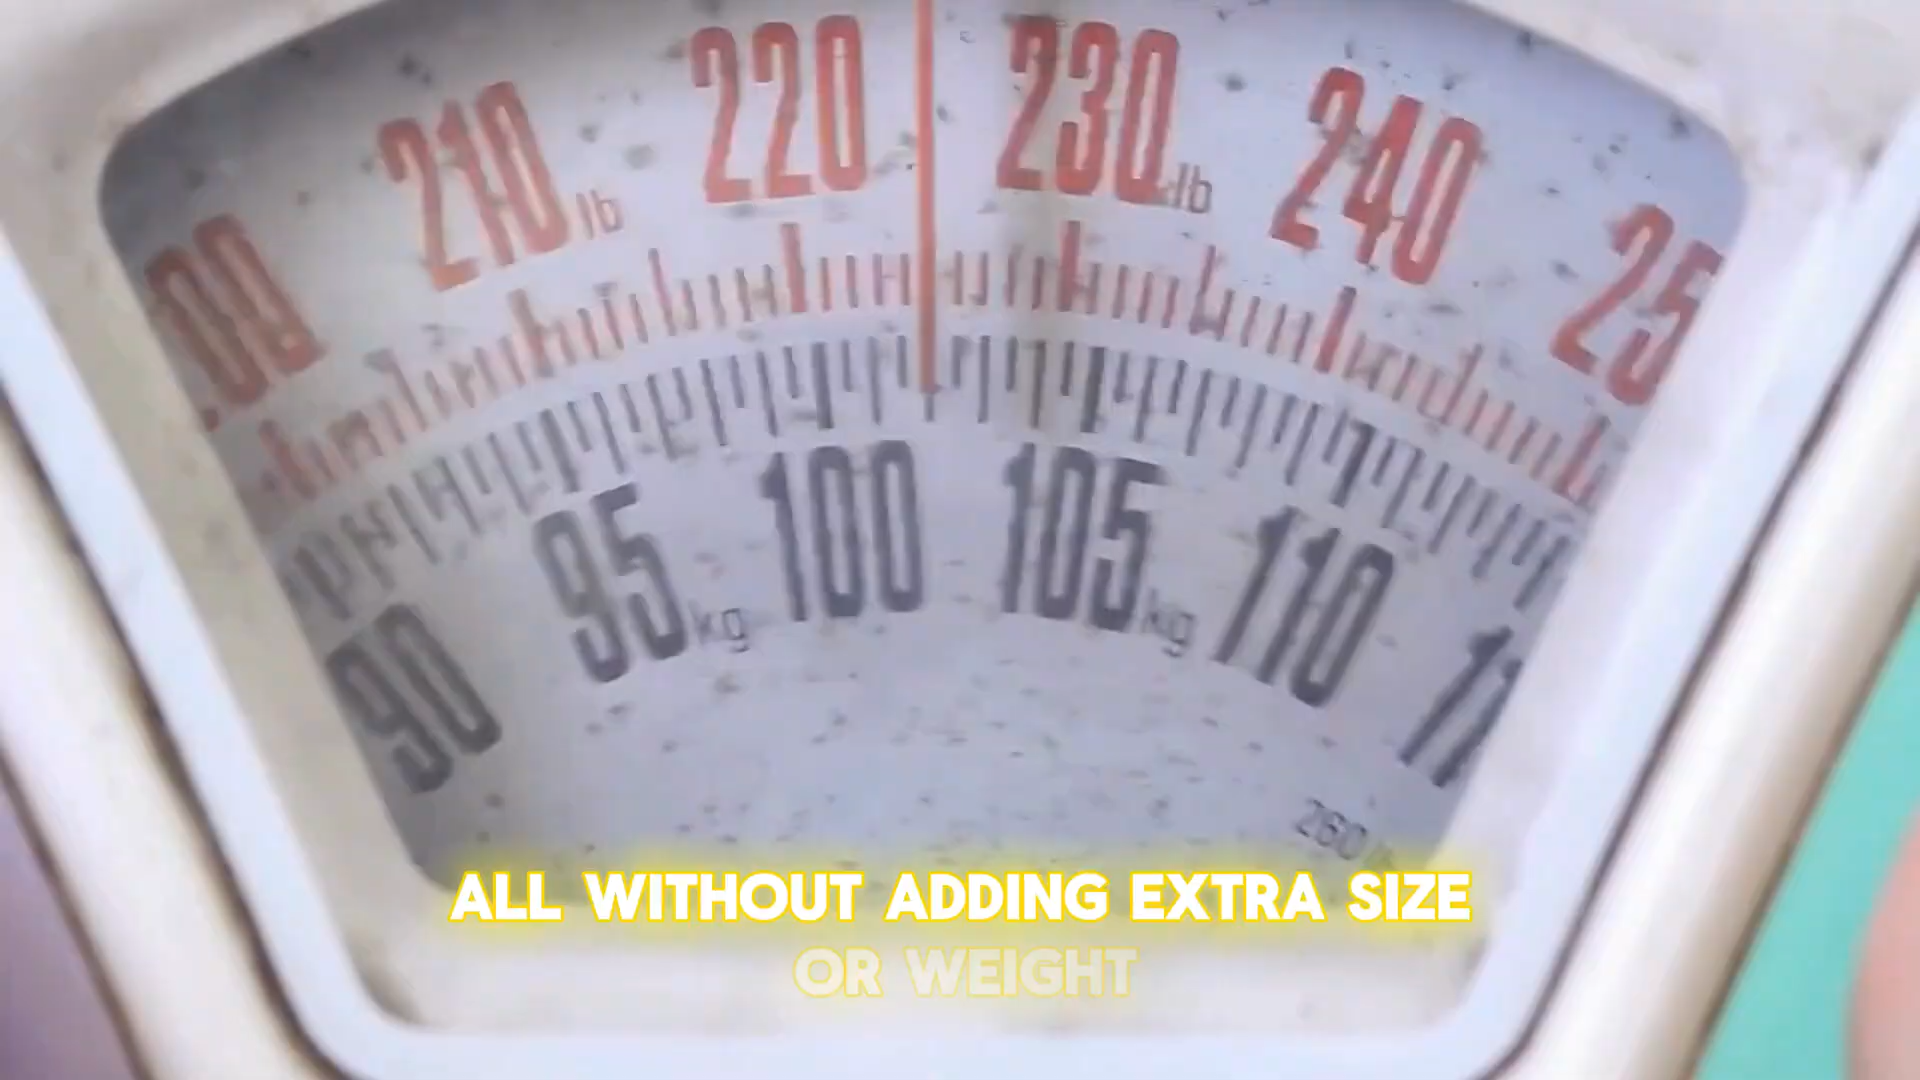 210 lb 220 230 lb 240
90 95 kg 100 105 kg 110
260
ALL WITHOUT ADDING EXTRA SIZE
OR WEIGHT